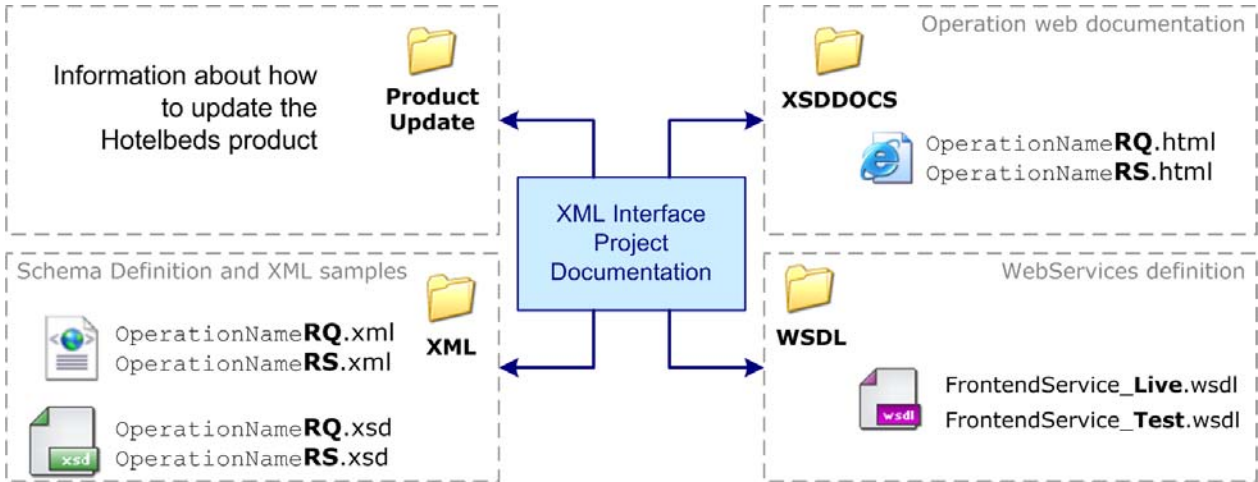 Information about how
to update the
Hotelbeds product
Product
Update
Operation web documentation
XSDDOCS
OperationNameRQ.html
OperationNameRS.html
XML Interface
Project
Documentation
Schema Definition and XML samples
XML
OperationNameRQ.xml
OperationNameRS.xml
xsd
OperationNameRQ.xsd
OperationNameRS.xsd
WebServices definition
WSDL
wsdl
FrontendService_Live.wsdl
FrontendService_Test.wsdl